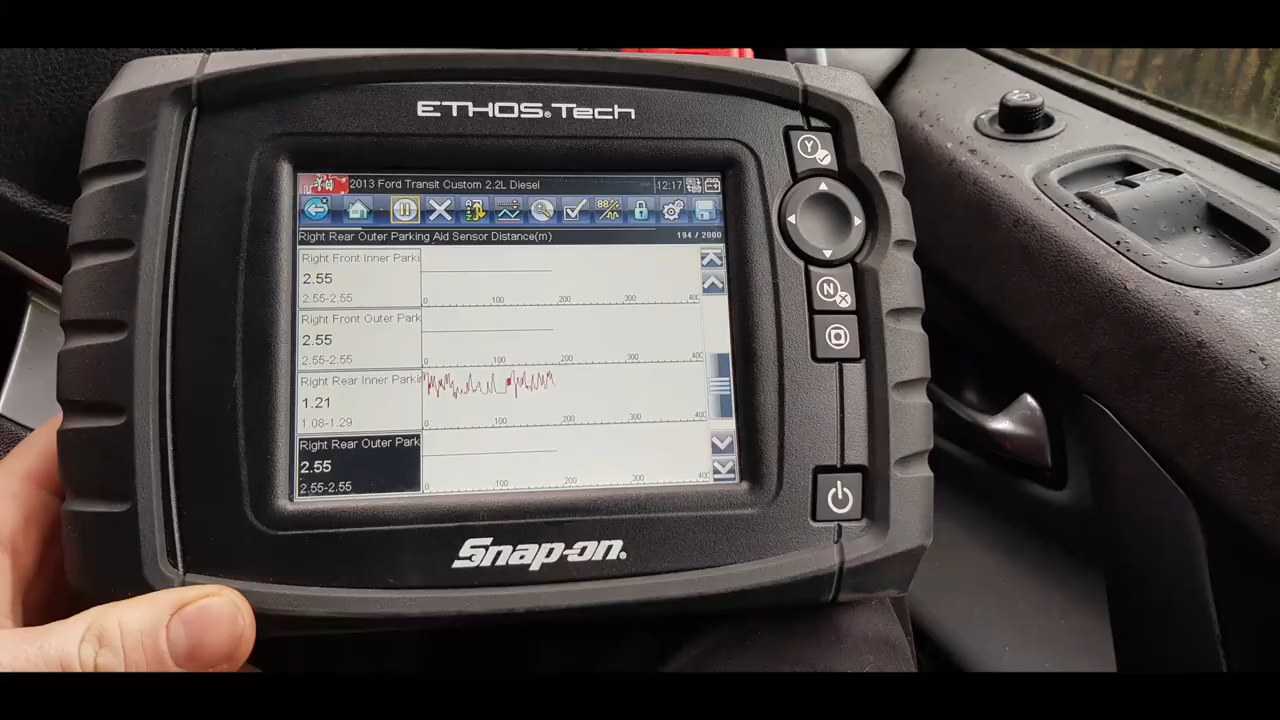 ETHOS® Tech
2013 Ford Transit Custom 2.2L Diesel 12:17
Right Rear Outer Parking Aid Sensor Distance(m) 194 / 2000
Right Front Inner Parki
2.55
2.55-2.55
0 100 200 300 400
Right Front Outer Park
2.55
2.55-2.55
0 100 200 300 400
Right Rear Inner Parkin
1.21
1.08-1.29
0 100 200 300 400
Right Rear Outer Park
2.55
2.55-2.55
0 100 200 300 400
Y
N
Snap-on®